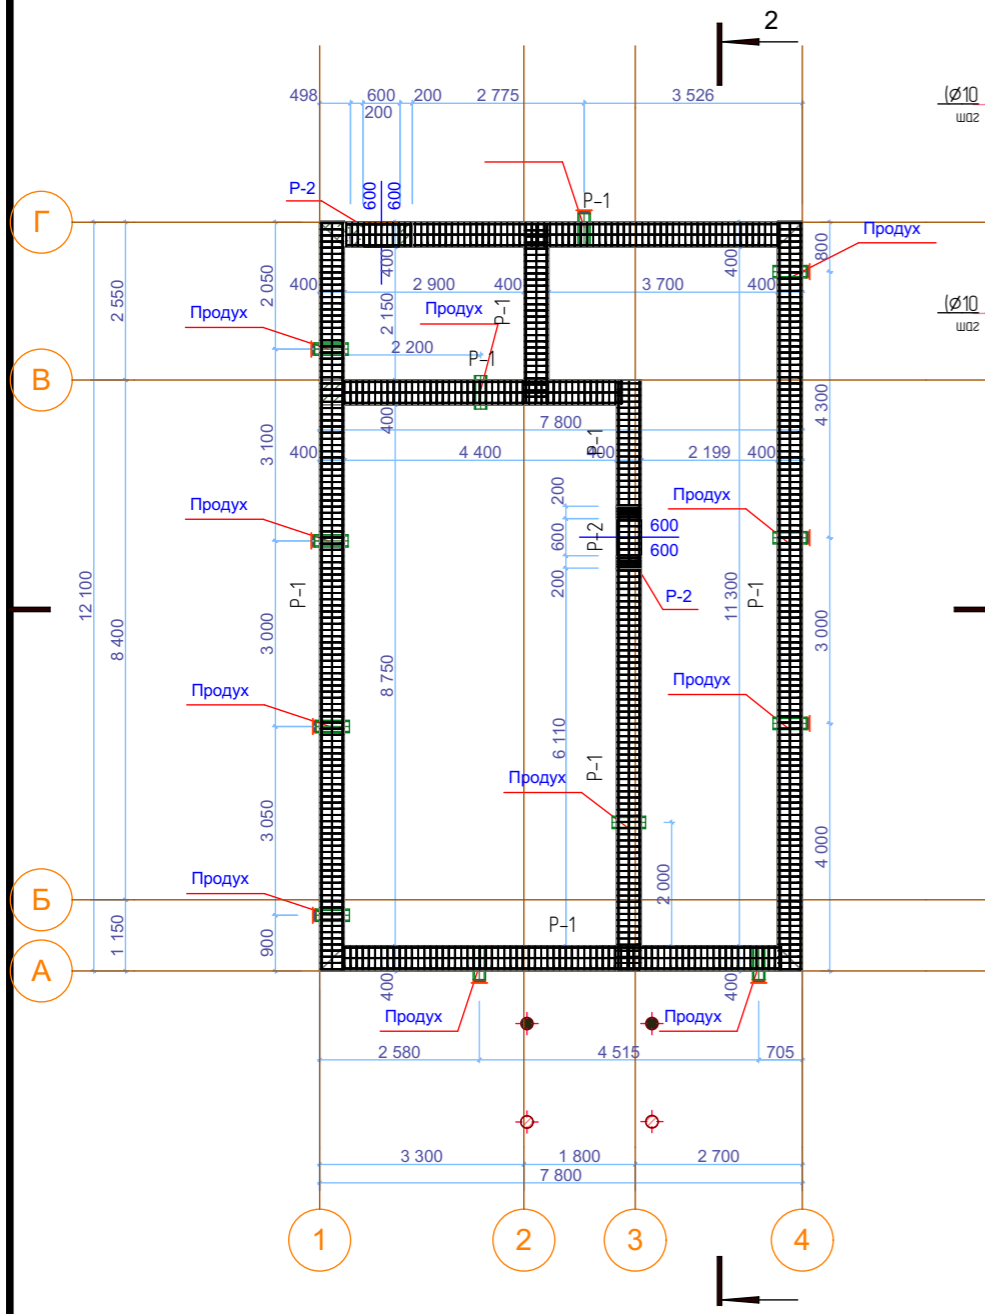 2
498
600
200
2 775
3 526
200
(Ø10
шаг
Р-2
600
600
Р-1
Г
Продух
800
2 050
2 550
400
400
400
2 900
400
3 700
400
2 150
Р-1
(Ø10
шаг
Продух
Продух
2 200
Р-1
В
4 300
400
7 800
3 100
Р-1
400
4 400
400
2 199
400
200
Продух
Продух
600
Р-2
600
600
200
Р-2
12 100
Р-1
11 300
Р-1
8 400
3 000
3 000
8 750
Продух
Продух
6 110
Р-1
Продух
3 050
4 000
2 000
Продух
Б
Р-1
1 150
900
А
400
400
Продух
Продух
2 580
4 515
705
3 300
1 800
2 700
7 800
1
2
3
4